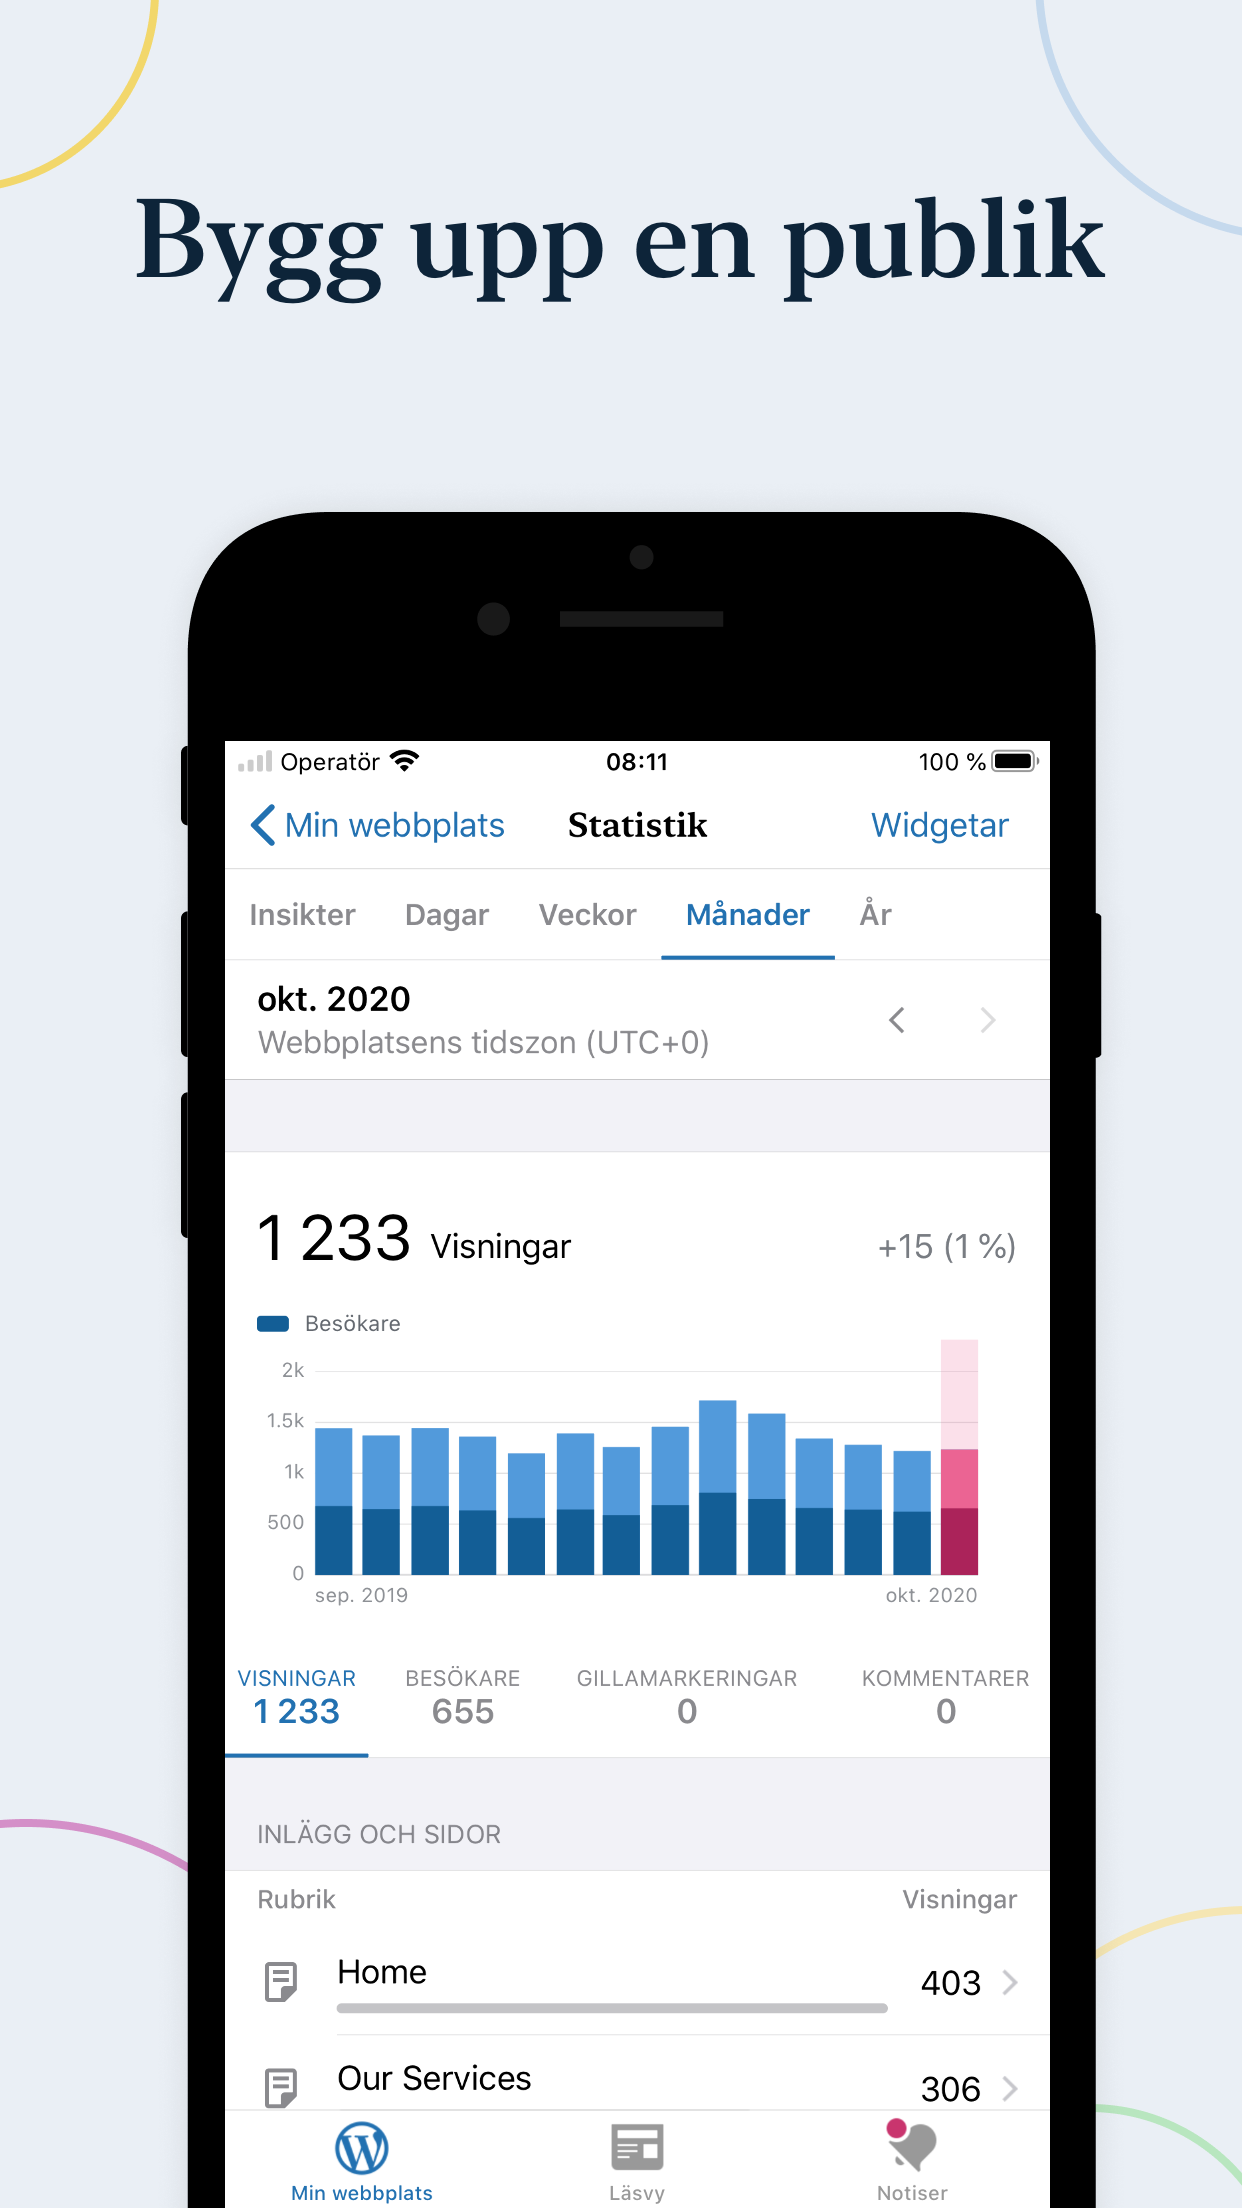 Bygg upp en publik
Operatör 08:11 100 %
Min webbplats Statistik Widgetar
Insikter Dagar Veckor Månader År
okt. 2020
Webbplatsens tidszon (UTC+0)
1 233 Visningar +15 (1 %)
Besökare
2k
1.5k
1k
500
0
sep. 2019 okt. 2020
VISNINGAR BESÖKARE GILLAMARKERINGAR KOMMENTARER
1 233 655 0 0
INLÄGG OCH SIDOR
Rubrik Visningar
Home 403
Our Services 306
Min webbplats Läsvy Notiser